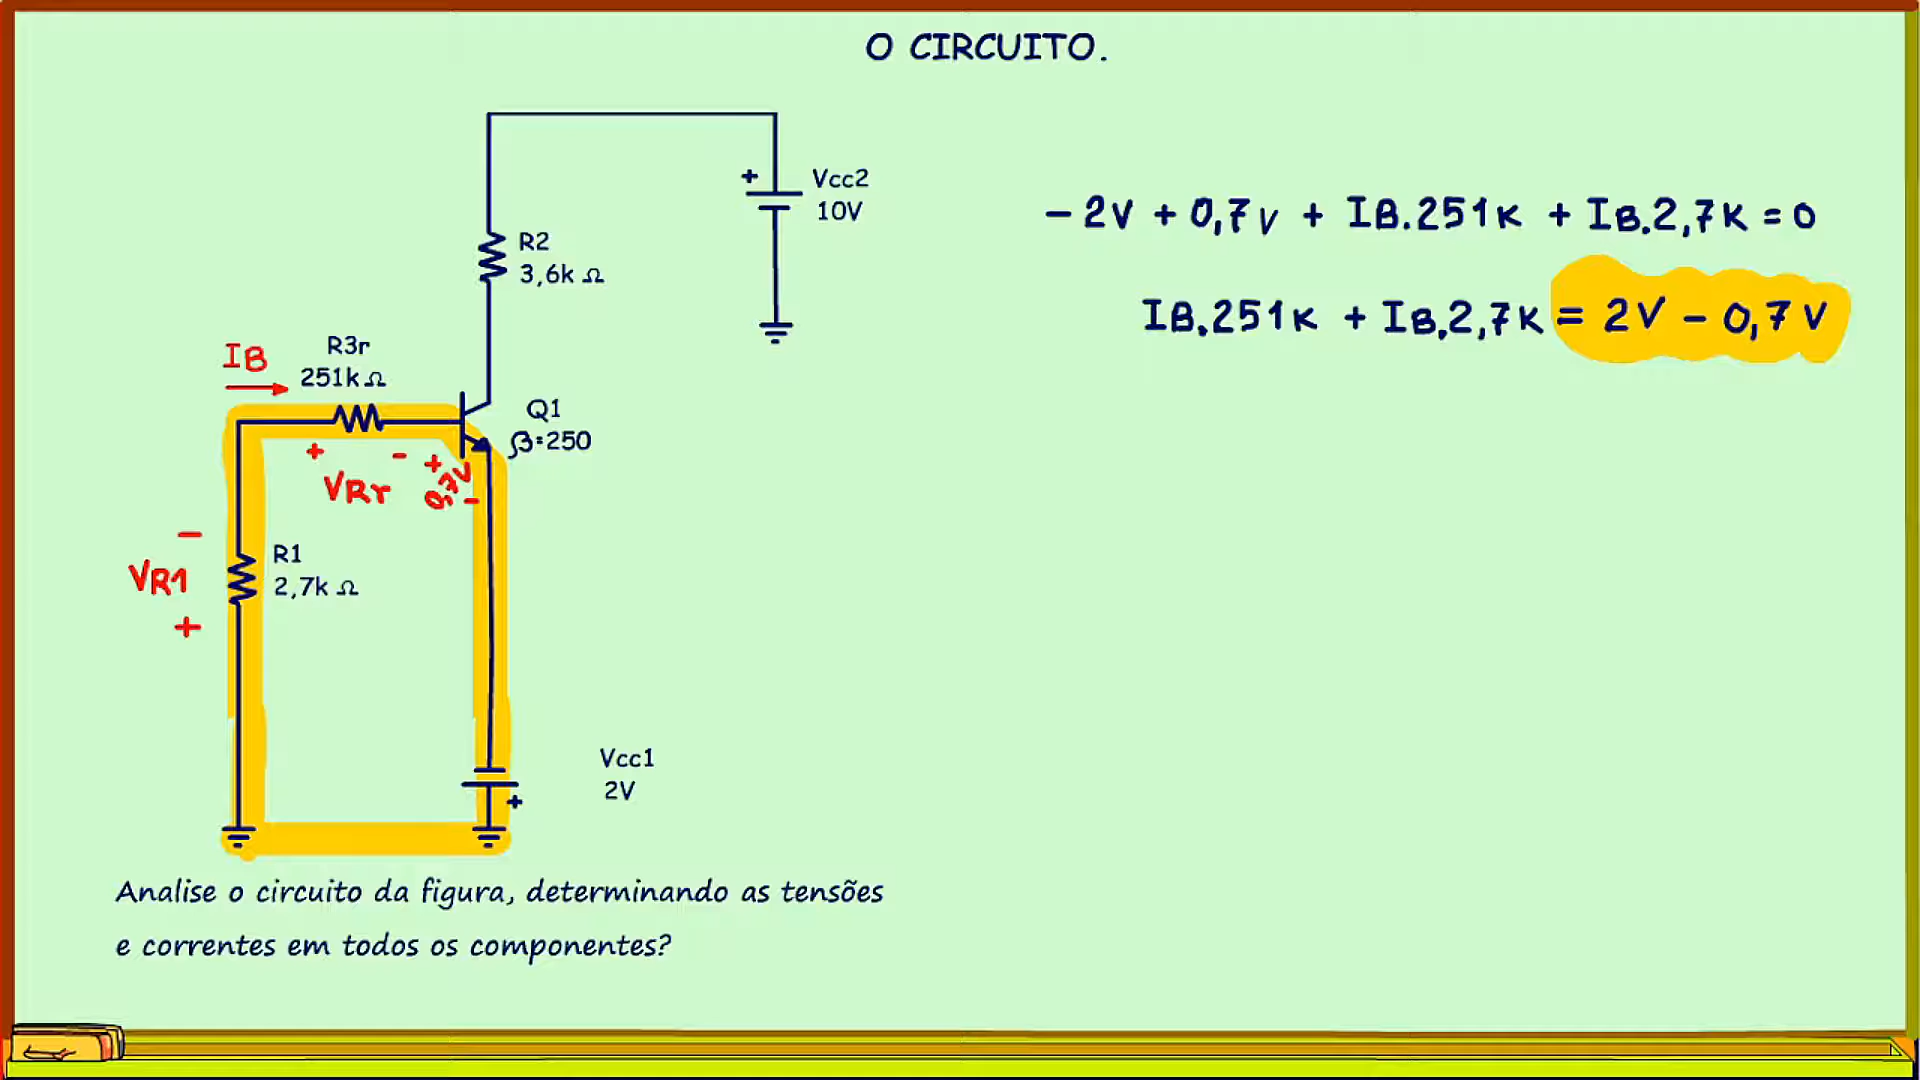 O CIRCUITO.
+ Vcc2
10V
R2
3,6k Ω
- 2V + 0,7V + IB.251K + IB.2,7K = 0
IB.251K + IB.2,7K = 2V - 0,7V
R3r
251k Ω
IB
Q1
β=250
+ - + 0,7V -
VRr
-
VR1
+
R1
2,7k Ω
Vcc1
2V
+
Analise o circuito da figura, determinando as tensões
e correntes em todos os componentes?